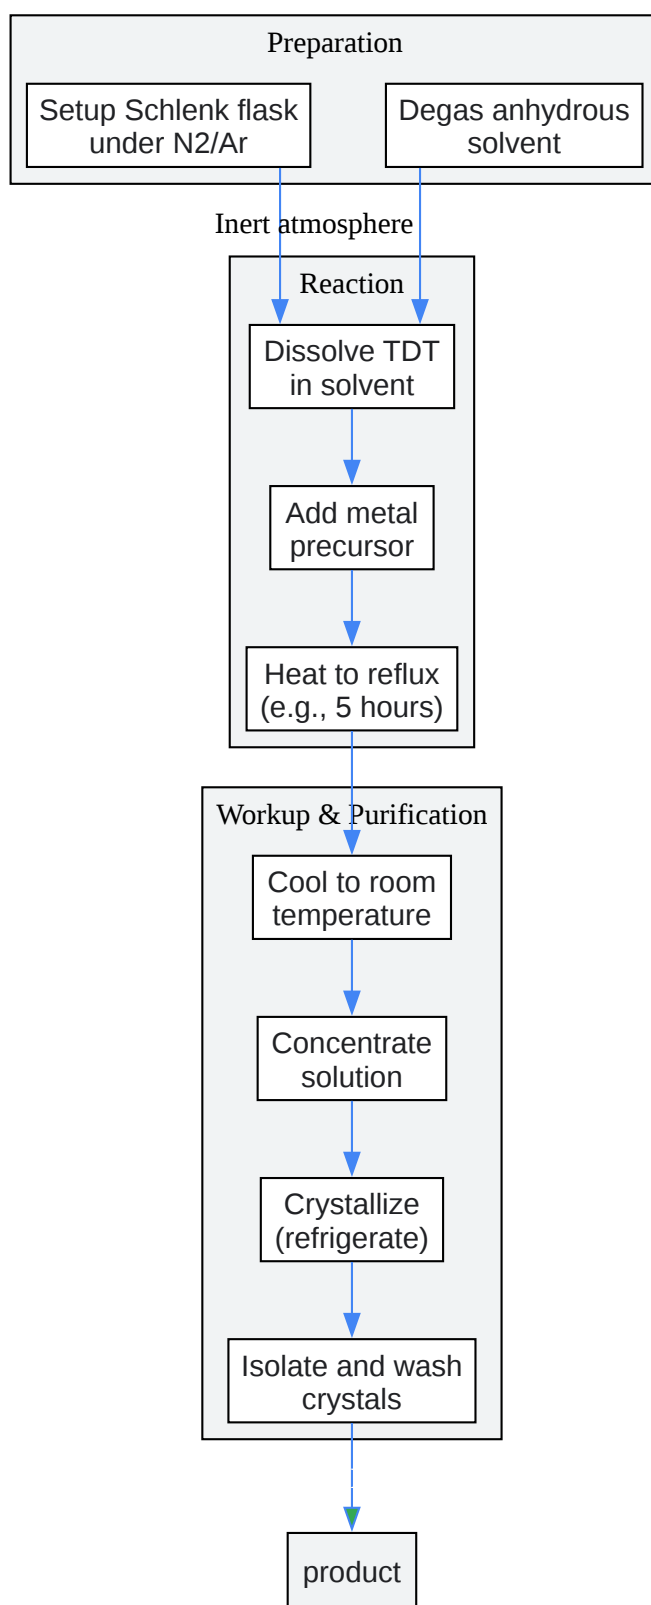 Preparation
Setup Schlenk flask
under N2/Ar
Degas anhydrous
solvent
Inert atmosphere
Reaction
Dissolve TDT
in solvent
Add metal
precursor
Heat to reflux
(e.g., 5 hours)
Workup & Purification
Cool to room
temperature
Concentrate
solution
Crystallize
(refrigerate)
Isolate and wash
crystals
product